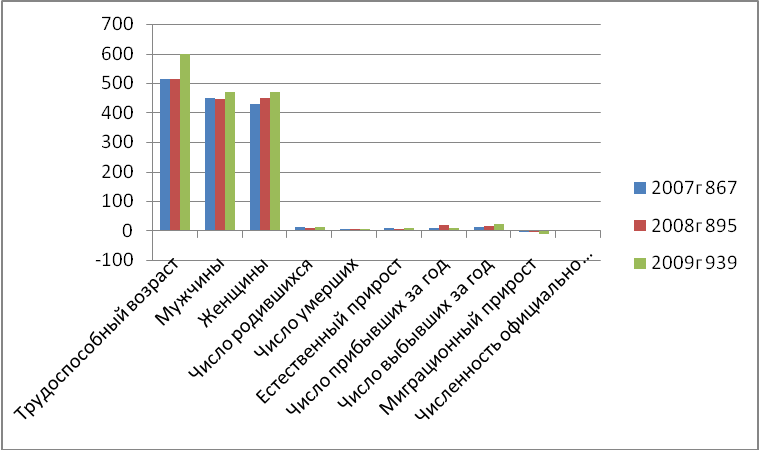 700
600
500
400
300
200
100
0
-100
Трудоспособный возраст
Мужчины
Женщины
Число родившихся
Число умерших
Естественный прирост
Число прибывших за год
Число выбывших за год
Миграционный прирост
Численность официально...
2007г 867
2008г 895
2009г 939